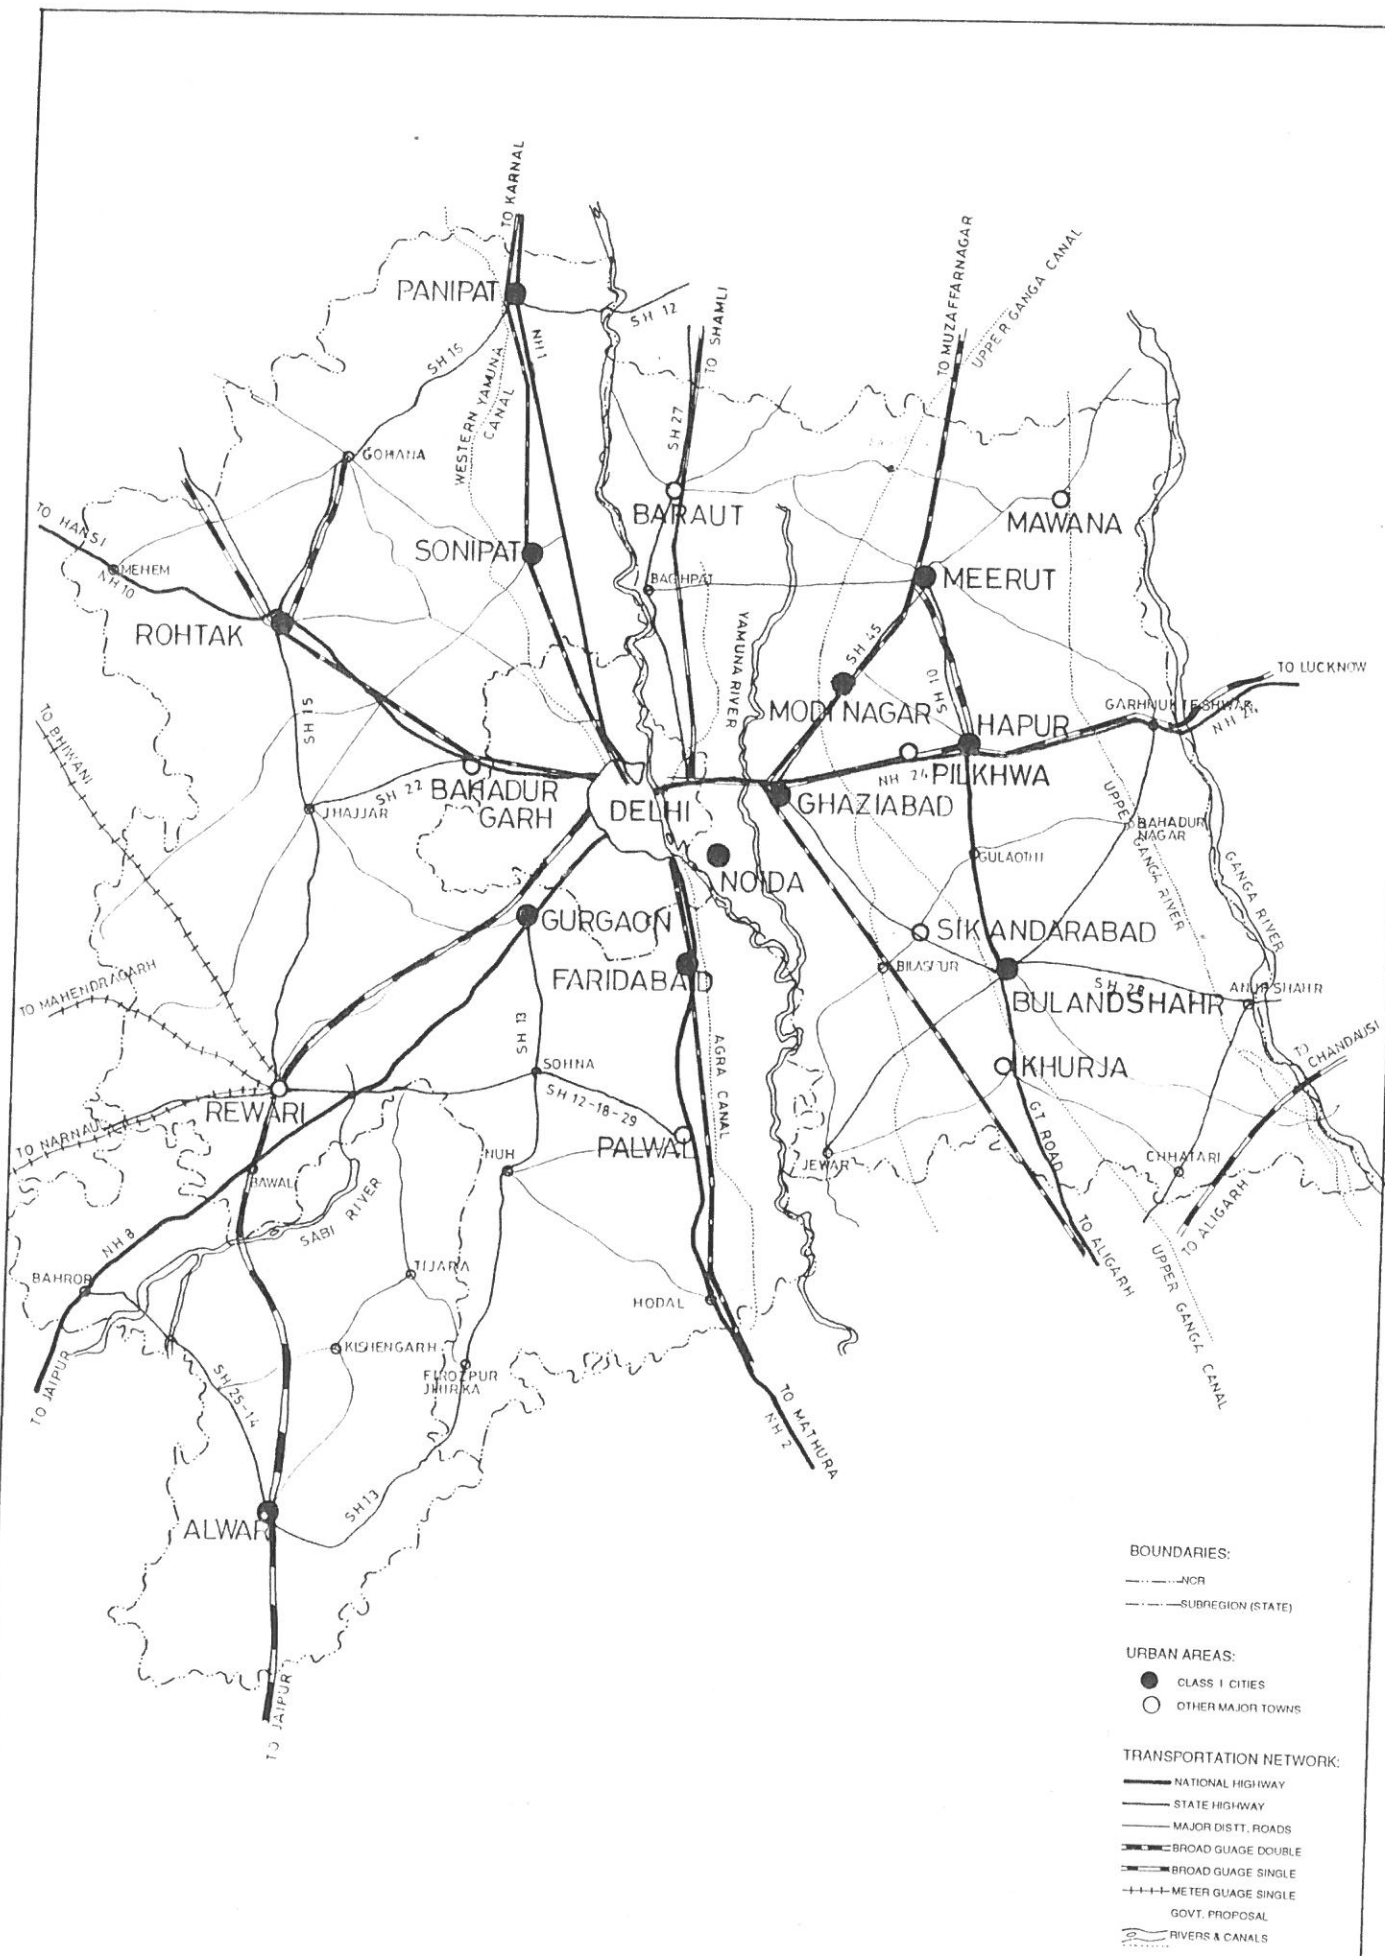 TO KARNAL
PANIPAT
SH 12
SH 15
NH 1
TO SHAMLI
TO MUZAFFARNAGAR
UPPER GANGA CANAL
WESTERN YAMUNA
CANAL
GOHANA
SH 27
BARAUT
MAWANA
TO HANSI
MEHEM
NH 10
SONIPAT
BAGHPAT
MEERUT
ROHTAK
YAMUNA RIVER
SH 45
SH 10
TO LUCKNOW
MODI NAGAR
HAPUR
GARHMUKTESHWAR
NH 24
TO BHIWANI
SH 15
SH 22
BAHADUR
GARH
JHAJJAR
DELHI
NH 24
PILKHWA
GHAZIABAD
UPPER GANGA RIVER
BAHADUR
NAGAR
GULAOTHI
NOIDA
GANGA RIVER
GURGAON
SIKANDARABAD
FARIDABAD
BILASPUR
TO MAHENDRAGARH
SH 28
BULANDSHAHR
ANUPSHAHR
SH 13
AGRA CANAL
SOHNA
KHURJA
TO
CHANDAUSI
REWARI
SH 12-18-29
GT ROAD
TO NARNAUL
PALWAL
NUH
JEWAR
CHHATARI
BAWAL
SABI RIVER
NH 8
TO ALIGARH
TO ALIGARH
UPPER GANGA CANAL
BAHROR
TIJARA
HODAL
KISHENGARH
FIROZPUR
JHIRKA
TO JAIPUR
SH 25-14
TO MATHURA
NH 2
SH 13
ALWAR
TO JAIPUR
BOUNDARIES:
NCR
SUBREGION (STATE)
URBAN AREAS:
CLASS I CITIES
OTHER MAJOR TOWNS
TRANSPORTATION NETWORK:
NATIONAL HIGHWAY
STATE HIGHWAY
MAJOR DISTT. ROADS
BROAD GUAGE DOUBLE
BROAD GUAGE SINGLE
METER GUAGE SINGLE
GOVT. PROPOSAL
RIVERS & CANALS